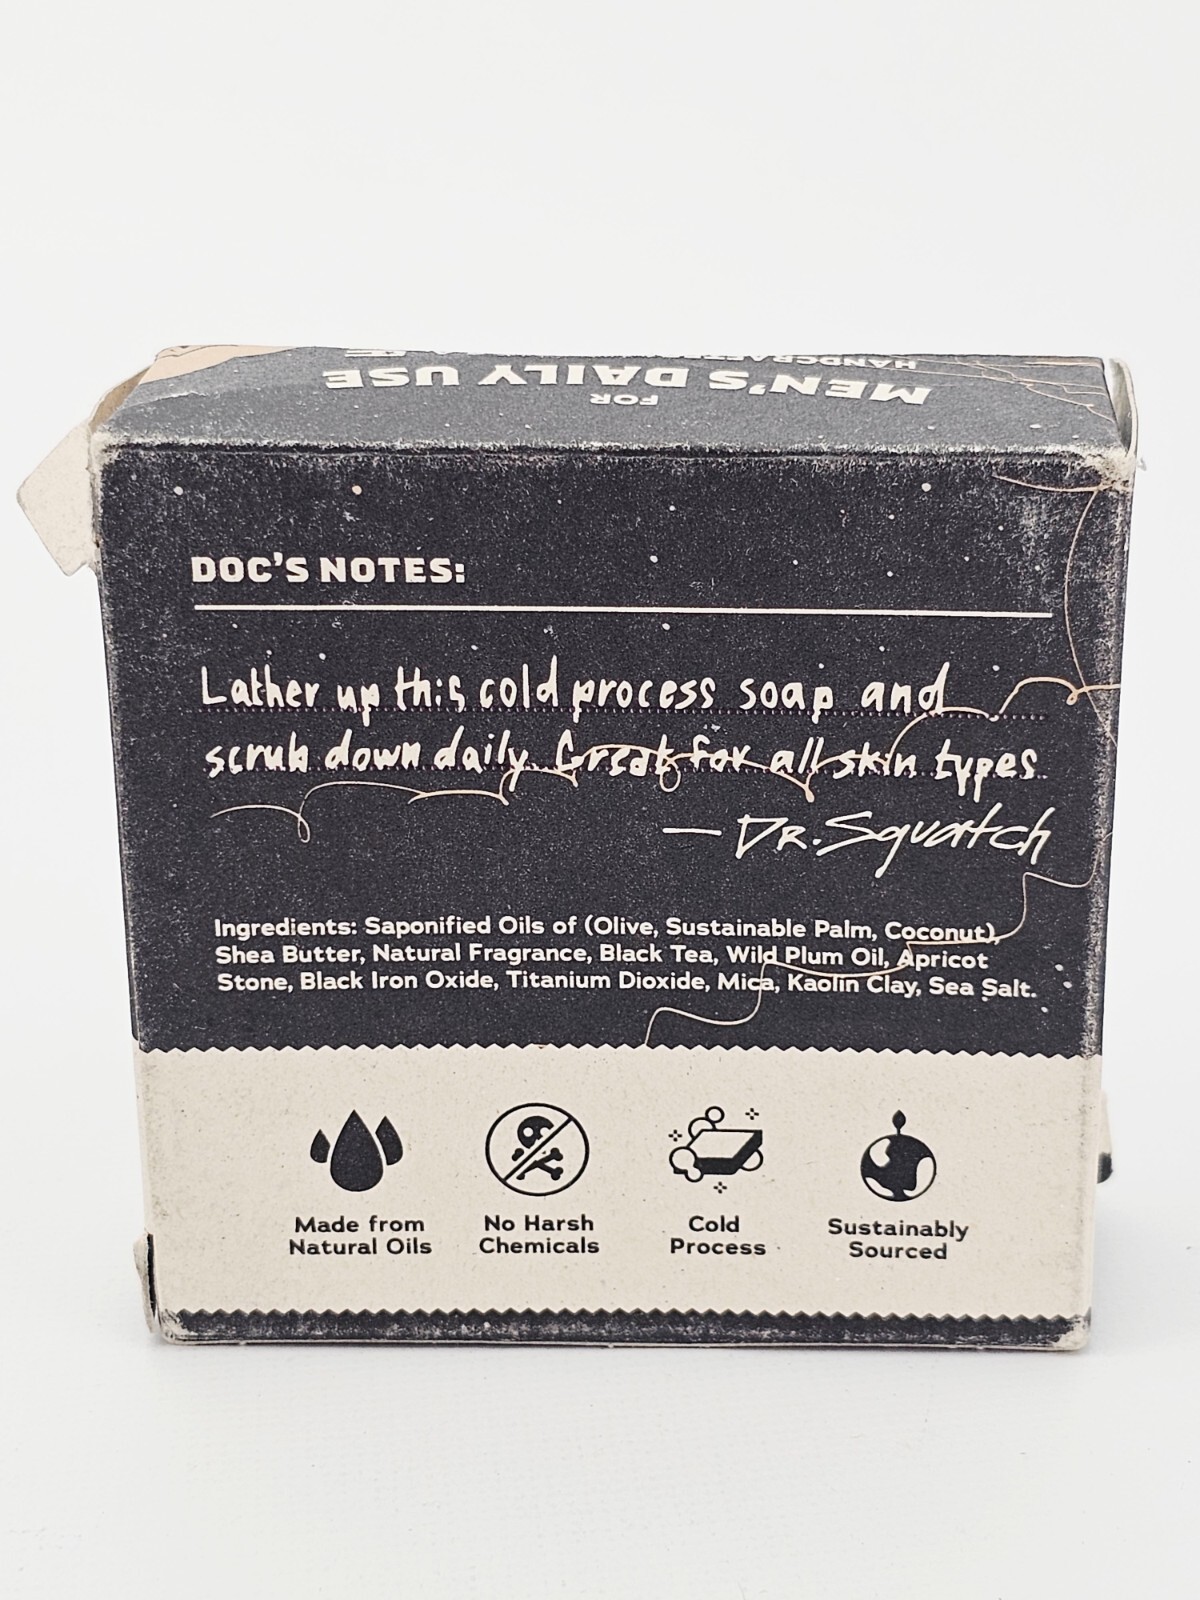 HANDCRAFTED
FOR
MEN'S DAILY USE
DOC'S NOTES:
Lather up this cold process soap and
scrub down daily. Great for all skin types
— DR. Squatch
Ingredients: Saponified Oils of (Olive, Sustainable Palm, Coconut),
Shea Butter, Natural Fragrance, Black Tea, Wild Plum Oil, Apricot
Stone, Black Iron Oxide, Titanium Dioxide, Mica, Kaolin Clay, Sea Salt.
Made from
Natural Oils
No Harsh
Chemicals
Cold
Process
Sustainably
Sourced